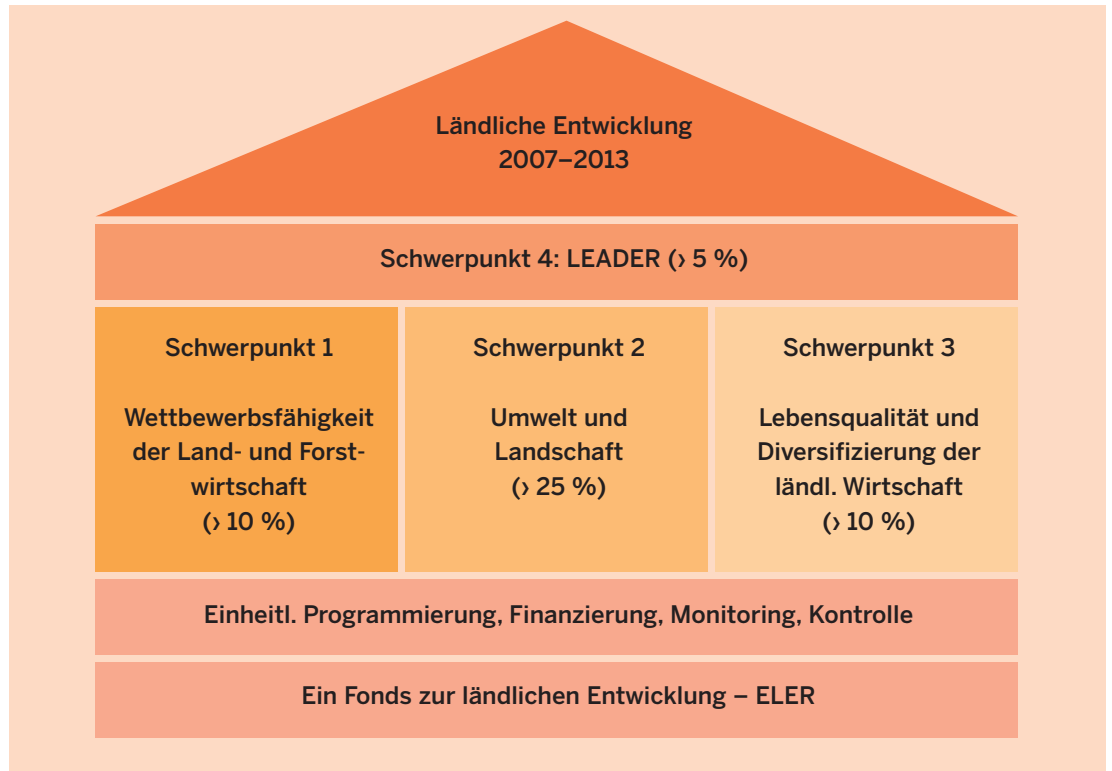 Ländliche Entwicklung
2007–2013
Schwerpunkt 4: LEADER (› 5 %)
Schwerpunkt 1
Wettbewerbsfähigkeit
der Land- und Forst-
wirtschaft
(› 10 %)
Schwerpunkt 2
Umwelt und
Landschaft
(› 25 %)
Schwerpunkt 3
Lebensqualität und
Diversifizierung der
ländl. Wirtschaft
(› 10 %)
Einheitl. Programmierung, Finanzierung, Monitoring, Kontrolle
Ein Fonds zur ländlichen Entwicklung – ELER